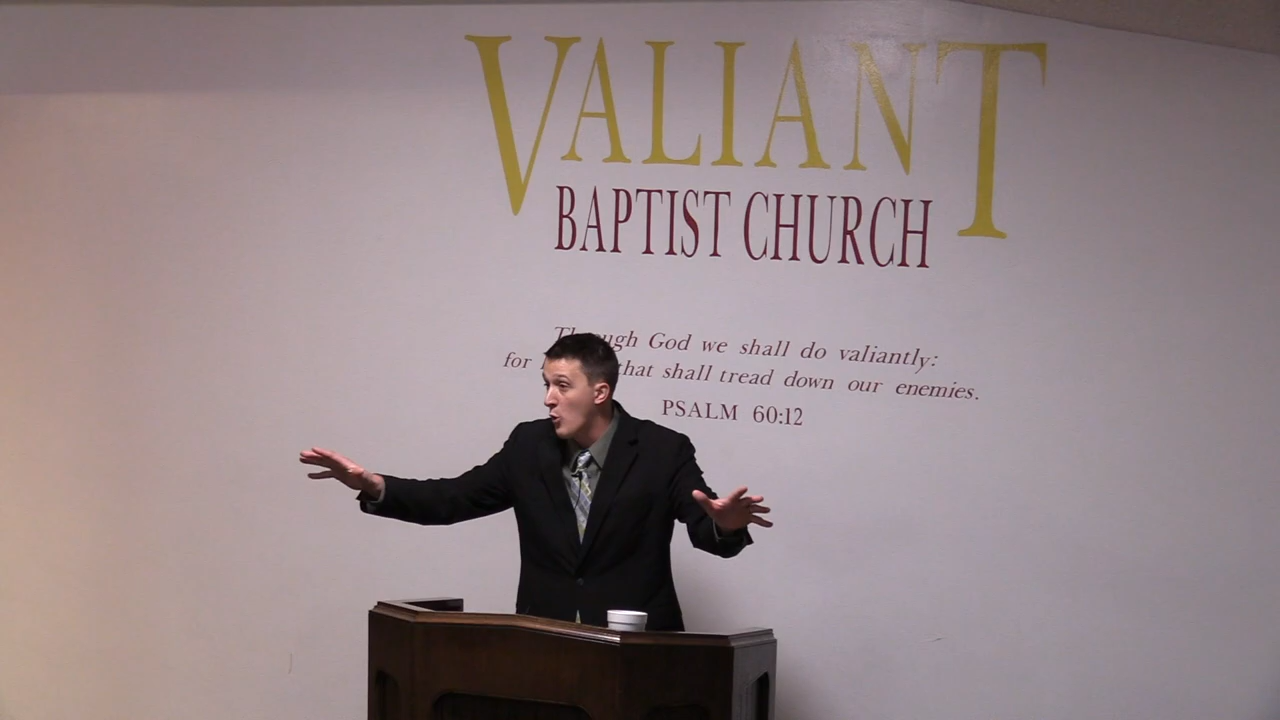 VALIANT
BAPTIST CHURCH
God we shall do valiantly:
for that shall tread down our enemies.
PSALM 60:12